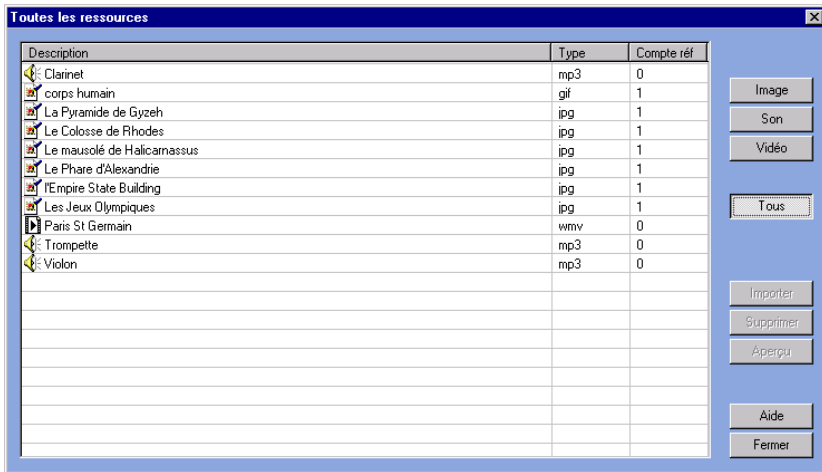 Toutes les ressources
Description Type Compte réf
Clarinet mp3 0
corps humain gif 1
La Pyramide de Gyzeh jpg 1
Le Colosse de Rhodes jpg 1
Le mausolé de Halicarnassus jpg 1
Le Phare d'Alexandrie jpg 1
l'Empire State Building jpg 1
Les Jeux Olympiques jpg 1
Paris St Germain wmv 0
Trompette mp3 0
Violon mp3 0
Image
Son
Vidéo
Tous
Importer
Supprimer
Aperçu
Aide
Fermer